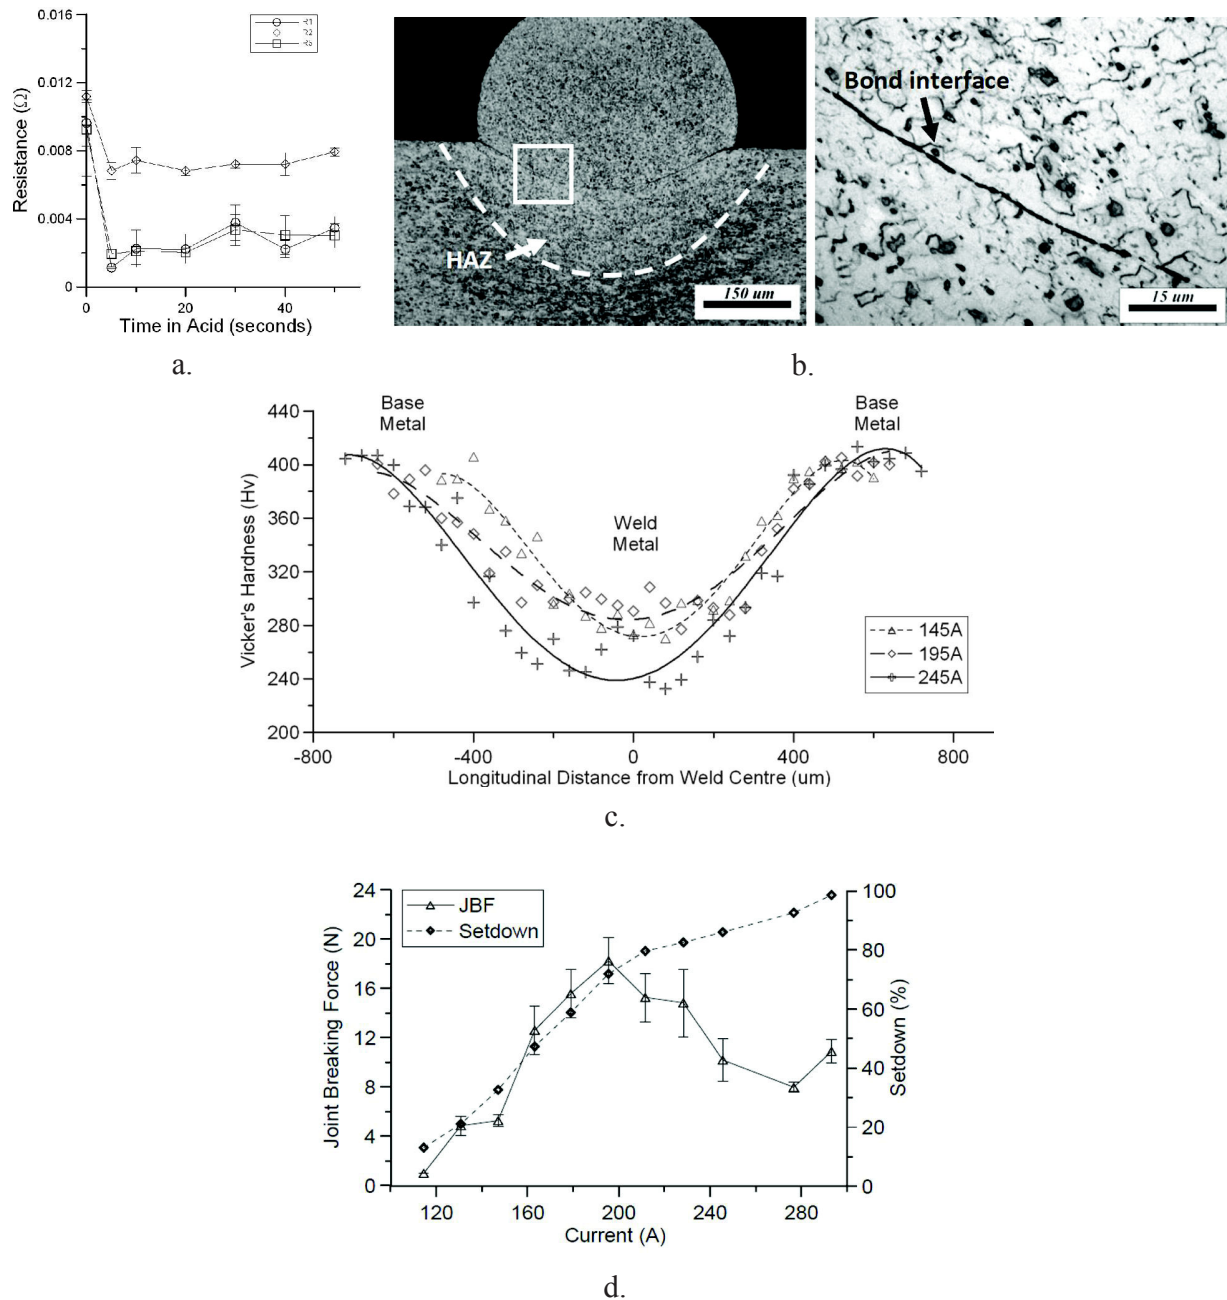 0.016
0.012
0.008
0.004
0
Resistance (Ω)
0 20 40
Time in Acid (seconds)
R1
R2
a.
HAZ
150 um
Bond interface
15 um
b.
440
400
360
320
280
240
200
Vicker's Hardness (Hv)
Base
Metal
Weld
Metal
Base
Metal
145A
195A
245A
-800 -400 0 400 800
Longitudinal Distance from Weld Centre (um)
c.
24
20
16
12
8
4
0
Joint Breaking Force (N)
JBF
Setdown
100
80
60
40
20
0
Setdown (%)
120 160 200 240 280
Current (A)
d.